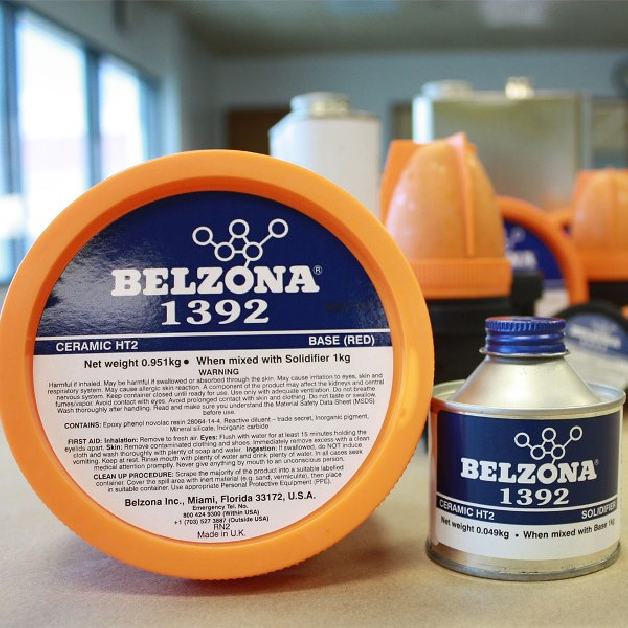 BELZONA®
1392
CERAMIC HT2 BASE (RED)
Net weight 0.951kg • When mixed with Solidifier 1kg
WARNING
Harmful if inhaled. May be harmful if swallowed or absorbed through the skin. May cause irritation to eyes, skin and
respiratory system. May cause allergic skin reaction. A component of the product may affect the kidneys and central
nervous system. Keep container closed until ready for use. Use only with adequate ventilation. Do not breathe
fumes/vapor. Avoid contact with eyes. Avoid prolonged contact with skin and clothing. Do not taste or swallow.
Wash thoroughly after handling. Read and make sure you understand the Material Safety Data Sheet (MSDS)
before use.
CONTAINS: Epoxy phenol novolac resin 28064-14-4, Reactive diluent - trade secret, Inorganic pigment,
Mineral silicate, Inorganic carbide
FIRST AID: Inhalation: Remove to fresh air. Eyes: Flush with water for at least 15 minutes holding the
eyelids apart. Skin: Remove contaminated clothing and shoes. Immediately remove excess with a clean
cloth and wash thoroughly with plenty of soap and water. Ingestion: If swallowed, do NOT induce
vomiting. Keep at rest. Rinse mouth with plenty of water and drink plenty of water. In all cases seek
medical attention promptly. Never give anything by mouth to an unconscious person.
CLEAN UP PROCEDURE: Scrape the majority of the product into a suitable labelled
container. Cover the spill area with inert material (e.g. sand, vermiculite), then place
in suitable container. Use appropriate Personal Protective Equipment (PPE).
Belzona Inc., Miami, Florida 33172, U.S.A.
Emergency Tel. No.
800 424 9300 (Within USA)
+1 (703) 527 3887 (Outside USA)
RN2
Made in U.K.
BELZONA®
1392
CERAMIC HT2 SOLIDIFIER
Net weight 0.049kg • When mixed with Base 1kg